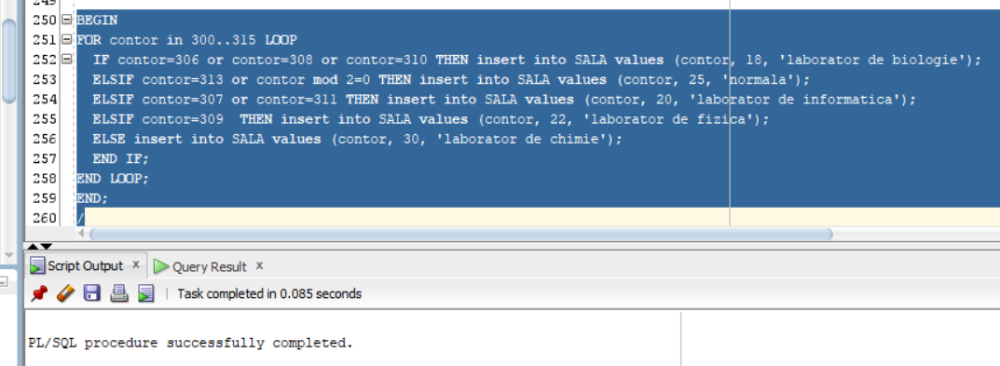 249
250 BEGIN
251 FOR contor in 300..315 LOOP
252 IF contor=306 or contor=308 or contor=310 THEN insert into SALA values (contor, 18, 'laborator de biologie');
253 ELSIF contor=313 or contor mod 2=0 THEN insert into SALA values (contor, 25, 'normala');
254 ELSIF contor=307 or contor=311 THEN insert into SALA values (contor, 20, 'laborator de informatica');
255 ELSIF contor=309  THEN insert into SALA values (contor, 22, 'laborator de fizica');
256 ELSE insert into SALA values (contor, 30, 'laborator de chimie');
257 END IF;
258 END LOOP;
259 END;
260 /
Script Output x Query Result x
Task completed in 0.085 seconds
PL/SQL procedure successfully completed.